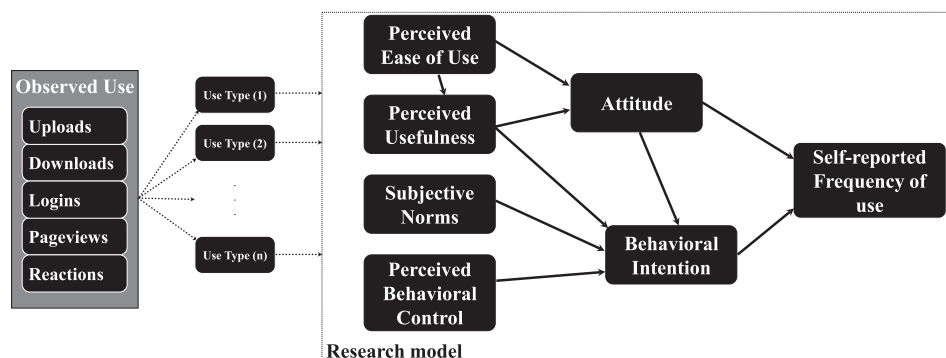 Observed Use
Uploads
Downloads
Logins
Pageviews
Reactions
Use Type (1)
Use Type (2)
.
.
.
Use Type (n)
Perceived
Ease of Use
Perceived
Usefulness
Subjective
Norms
Perceived
Behavioral
Control
Attitude
Behavioral
Intention
Self-reported
Frequency of
use
Research model